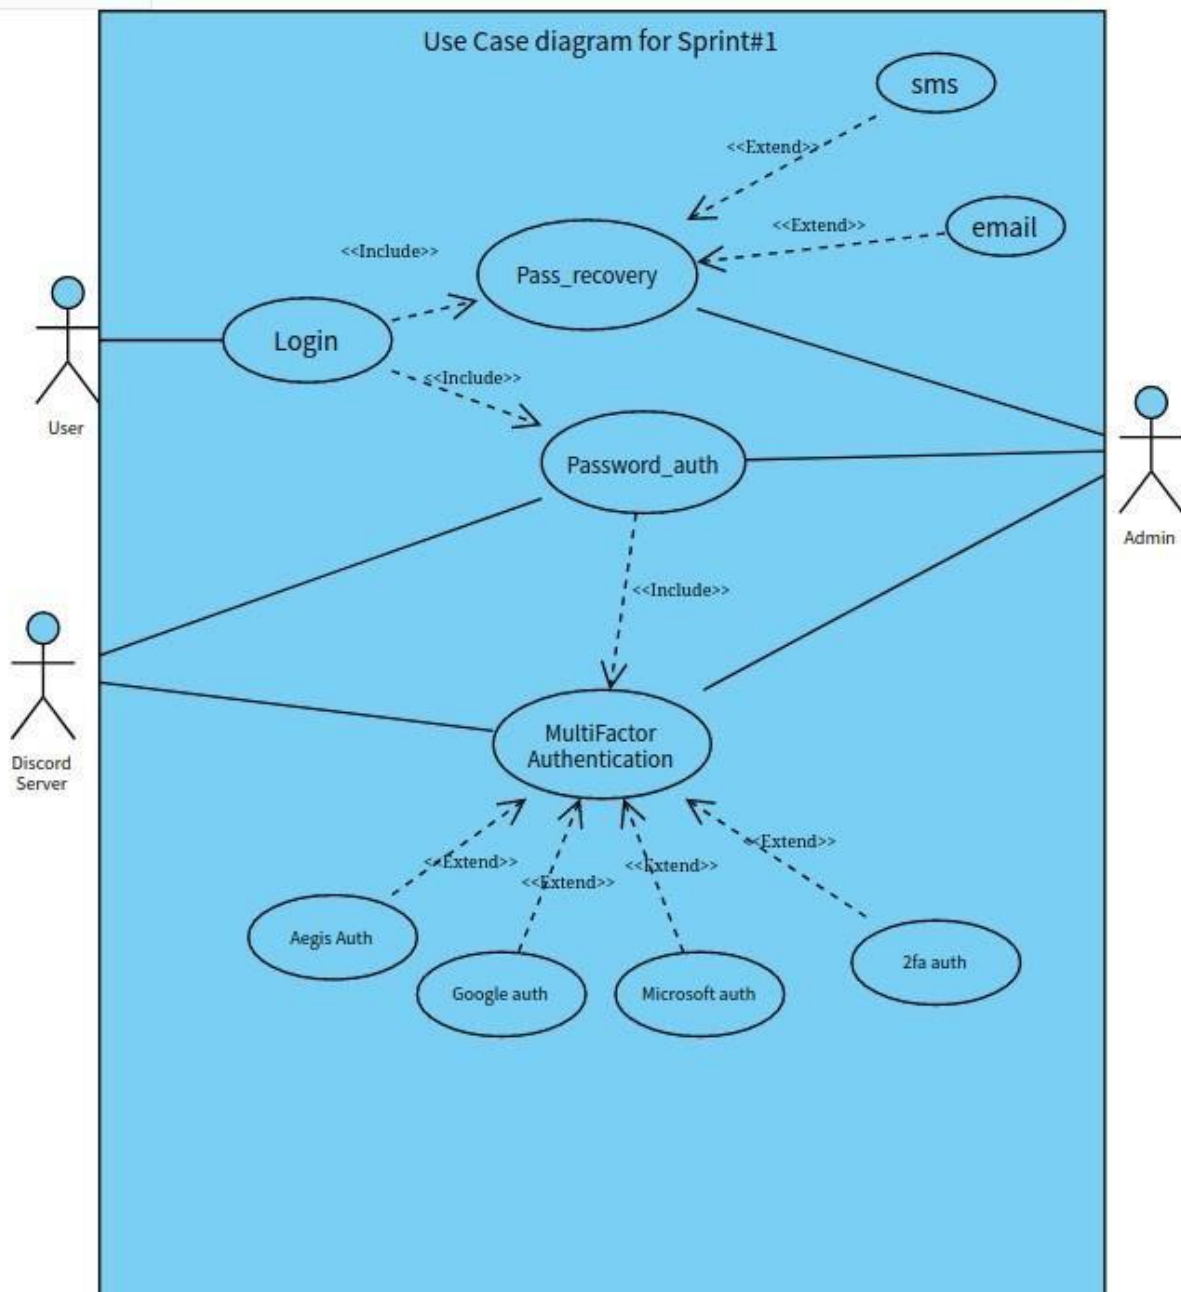 Use Case diagram for Sprint#1
sms
<<Extend>>
<<Extend>>
email
<<Include>>
Pass_recovery
Login
<<Include>>
User
Password_auth
Admin
<<Include>>
MultiFactor
Authentication
Discord
Server
<<Extend>>
<<Extend>>
<<Extend>>
<<Extend>>
Aegis Auth
Google auth
Microsoft auth
2fa auth